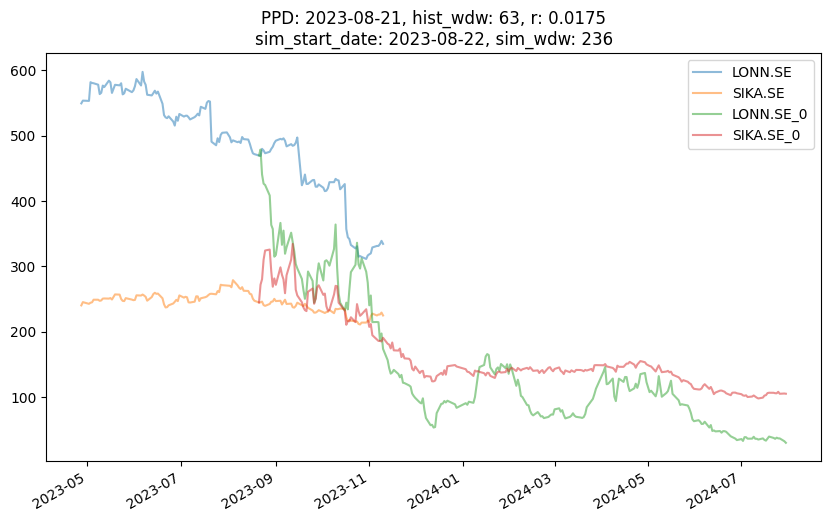 PPD: 2023-08-21, hist_wdw: 63, r: 0.0175
sim_start_date: 2023-08-22, sim_wdw: 236
LONN.SE
SIKA.SE
LONN.SE_0
SIKA.SE_0
600
500
400
300
200
100
2023-05
2023-07
2023-09
2023-11
2024-01
2024-03
2024-05
2024-07